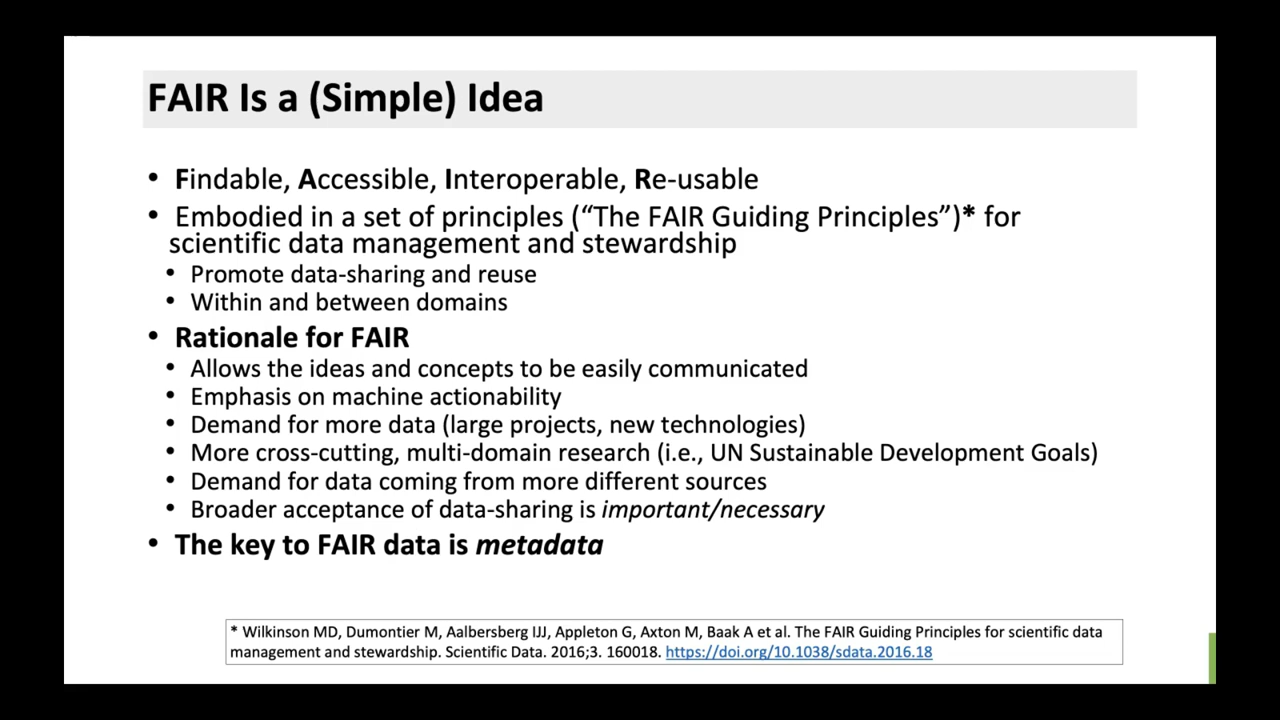 FAIR Is a (Simple) Idea
• Findable, Accessible, Interoperable, Re-usable
• Embodied in a set of principles (“The FAIR Guiding Principles”)* for
scientific data management and stewardship
• Promote data-sharing and reuse
• Within and between domains
• Rationale for FAIR
• Allows the ideas and concepts to be easily communicated
• Emphasis on machine actionability
• Demand for more data (large projects, new technologies)
• More cross-cutting, multi-domain research (i.e., UN Sustainable Development Goals)
• Demand for data coming from more different sources
• Broader acceptance of data-sharing is important/necessary
• The key to FAIR data is metadata
* Wilkinson MD, Dumontier M, Aalbersberg IJJ, Appleton G, Axton M, Baak A et al. The FAIR Guiding Principles for scientific data
management and stewardship. Scientific Data. 2016;3. 160018. https://doi.org/10.1038/sdata.2016.18